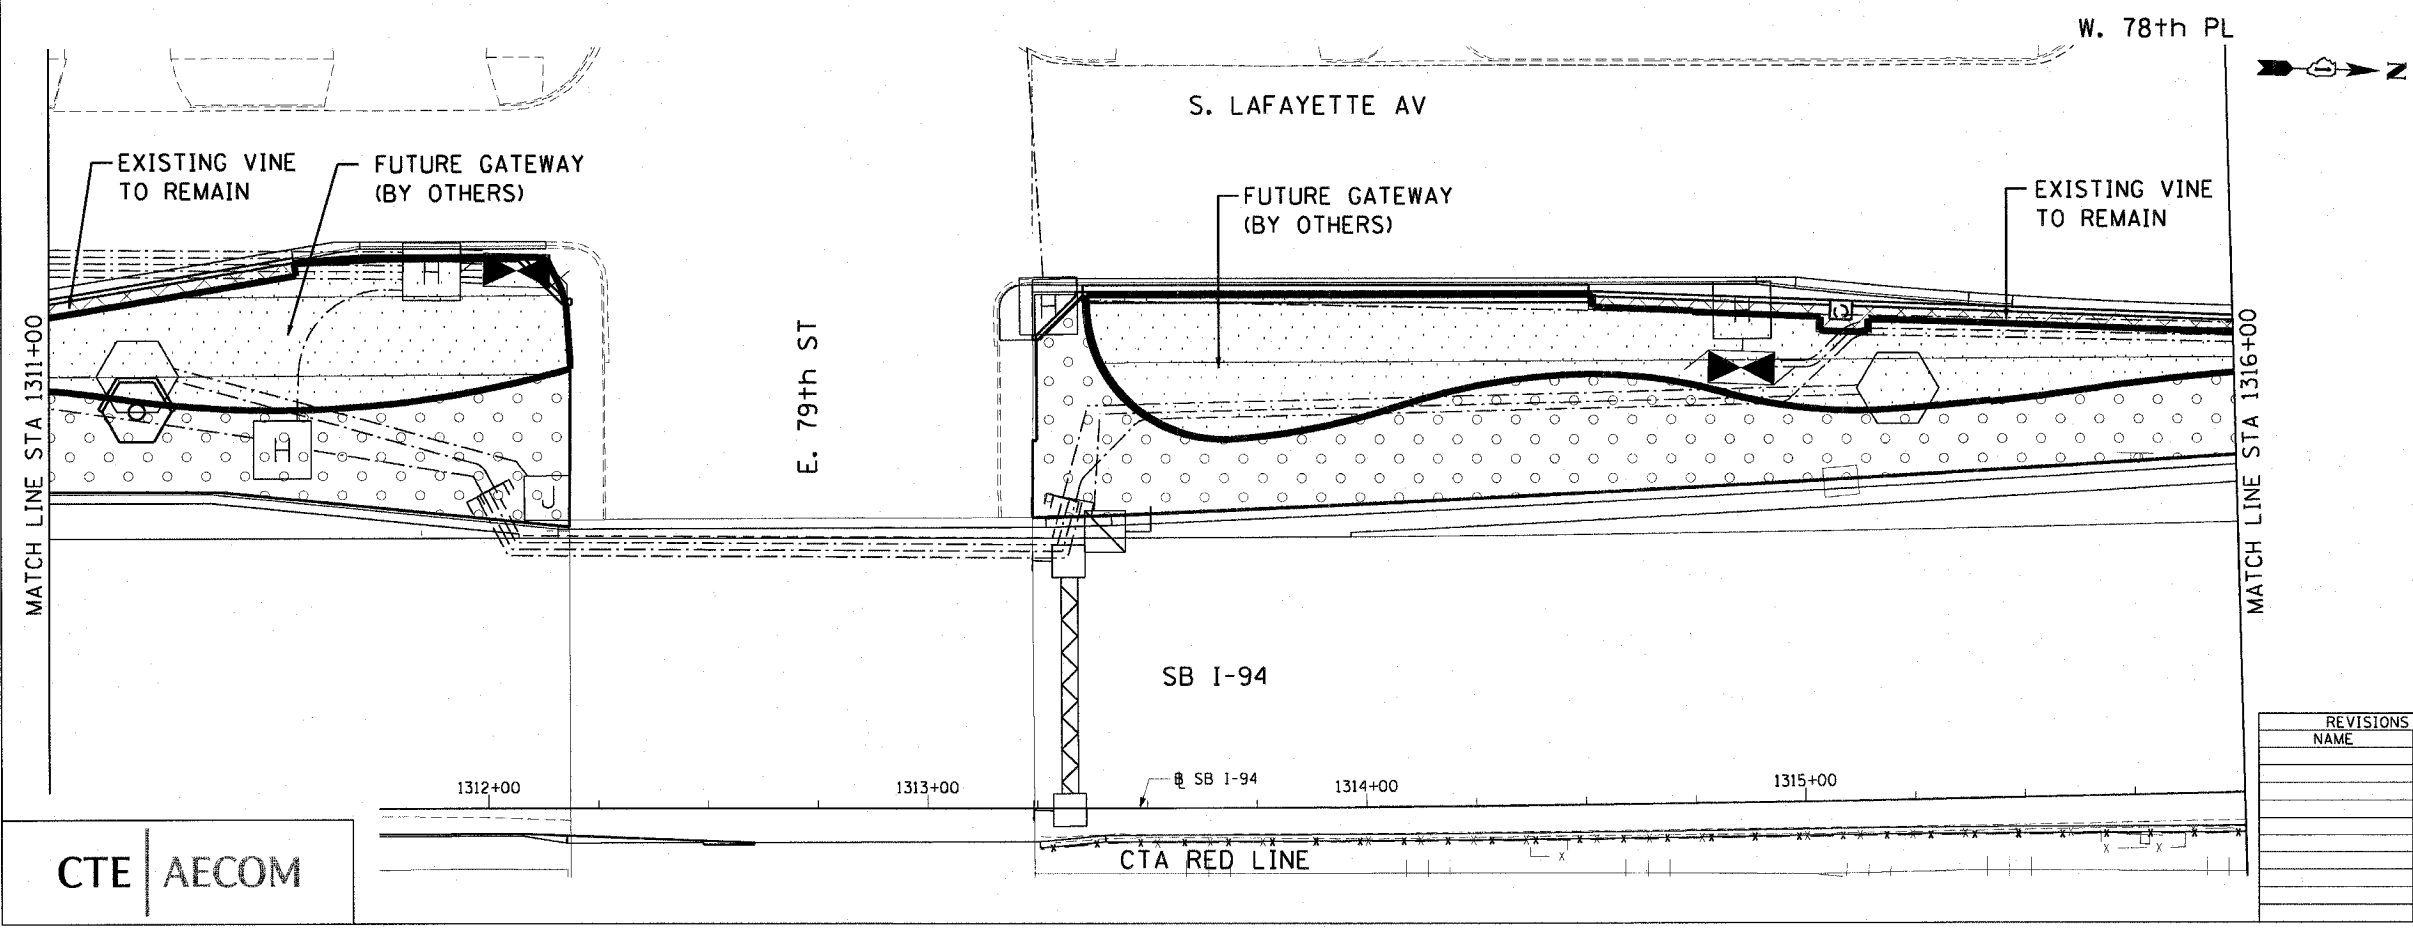 W. 78th PL
N
S. LAFAYETTE AV
EXISTING VINE
TO REMAIN
FUTURE GATEWAY
(BY OTHERS)
FUTURE GATEWAY
(BY OTHERS)
EXISTING VINE
TO REMAIN
H
H
H
H
J
MATCH LINE STA 1311+00
E. 79th ST
MATCH LINE STA 1316+00
SB I-94
1312+00
1313+00
SB I-94
1314+00
1315+00
CTA RED LINE
REVISIONS
NAME
CTE | AECOM